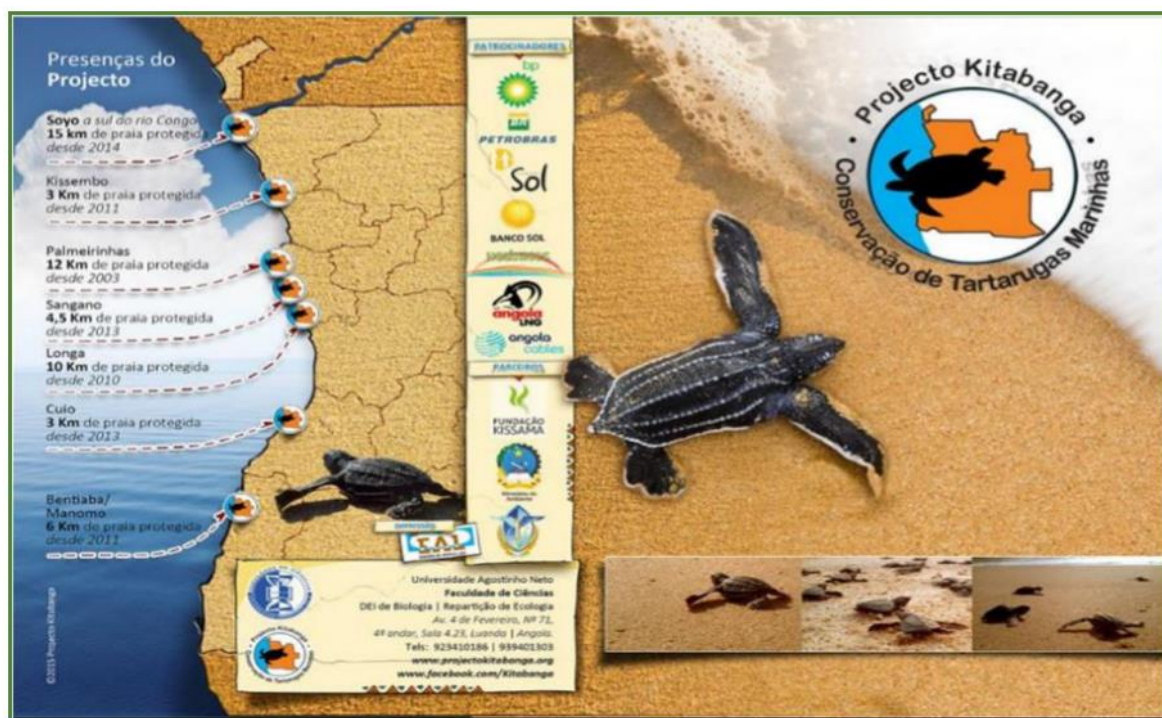 Presenças do
Projecto
Soyo a sul do rio Congo
15 km de praia protegida
desde 2014
Kissembo
3 Km de praia protegida
desde 2011
Palmeirinhas
12 Km de praia protegida
desde 2003
Sangano
4,5 Km de praia protegida
desde 2013
Longa
10 Km de praia protegida
desde 2010
Cuio
3 Km de praia protegida
desde 2013
Bentiaba/
Manomo
6 Km de praia protegida
desde 2011
©2015 Projecto Kitabanga
PATROCINADORES
bp
BR
PETROBRAS
Sol
BANCO SOL
angola
LNG
angola
cables
PARCEIROS
FUNDAÇÃO
KISSAMA
Ministério do
Ambiente
Universidade Agostinho Neto
Faculdade de Ciências
DEI de Biologia | Repartição de Ecologia
Av. 4 de Fevereiro, Nº 71,
4º andar, Sala 4.23, Luanda | Angola.
Tels: 923410186 | 939401303
www.projectokitabanga.org
www.facebook.com/Kitabanga
Projecto Kitabanga
Conservação de Tartarugas Marinhas